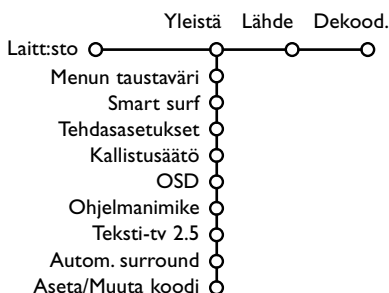 Yleistä Lähde Dekood.
Laitt:sto
Menun taustaväri
Smart surf
Tehdasasetukset
Kallistusäätö
OSD
Ohjelmanimike
Teksti-tv 2.5
Autom. surround
Aseta/Muuta koodi